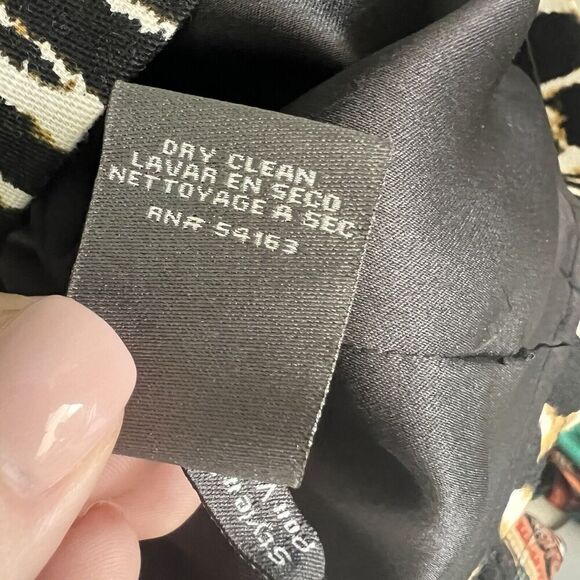 DRY CLEAN
LAVAR EN SECO
NETTOYAGE A SEC
RN# 54163